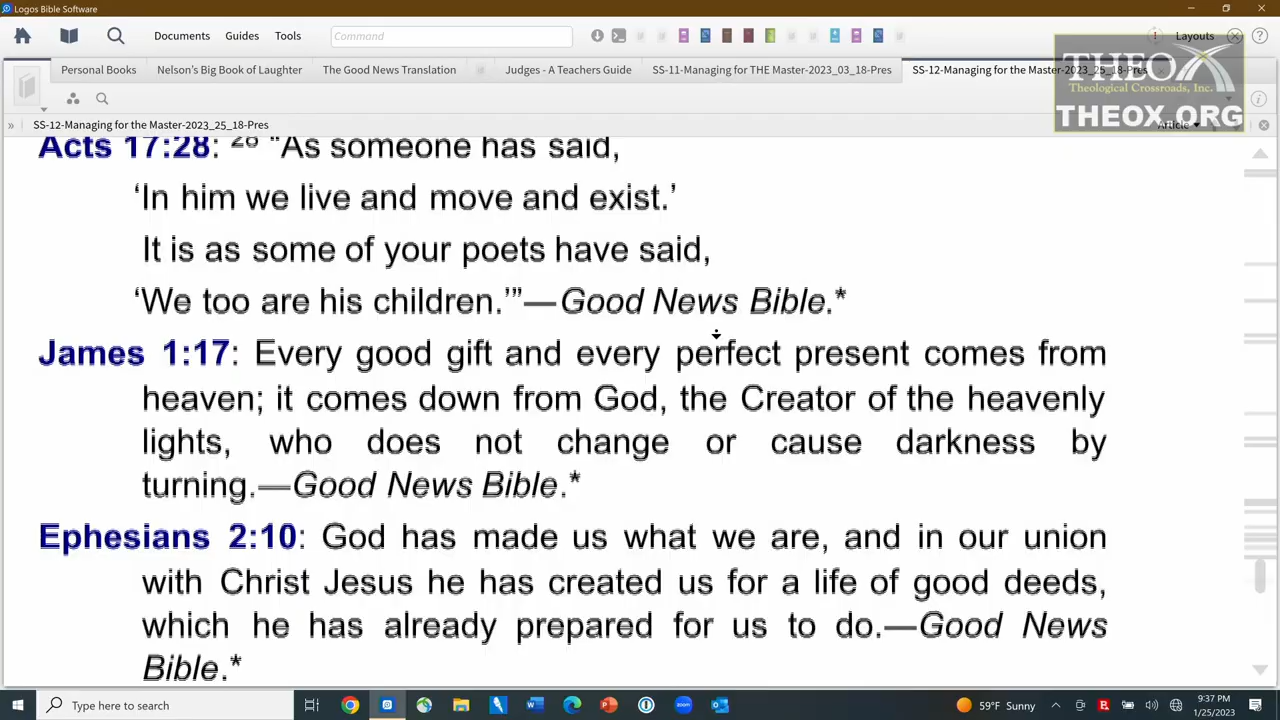 Logos Bible Software
Documents Guides Tools Command Layouts
Personal Books Nelson's Big Book of Laughter The Go Judges - A Teachers Guide SS-11-Managing for THE Master-2023_03_18-pres SS-12-Managing for the Master-2023_25_18-Pres
THEOX
Theological Crossroads, Inc.
THEOX.ORG
SS-12-Managing for the Master-2023_25_18-Pres Article
Acts 17:28: 28 “As someone has said,
‘In him we live and move and exist.’
It is as some of your poets have said,
‘We too are his children.’”—Good News Bible.*
James 1:17: Every good gift and every perfect present comes from
heaven; it comes down from God, the Creator of the heavenly
lights, who does not change or cause darkness by
turning.—Good News Bible.*
Ephesians 2:10: God has made us what we are, and in our union
with Christ Jesus he has created us for a life of good deeds,
which he has already prepared for us to do.—Good News
Bible.*
Type here to search
59°F Sunny
9:37 PM
1/25/2023